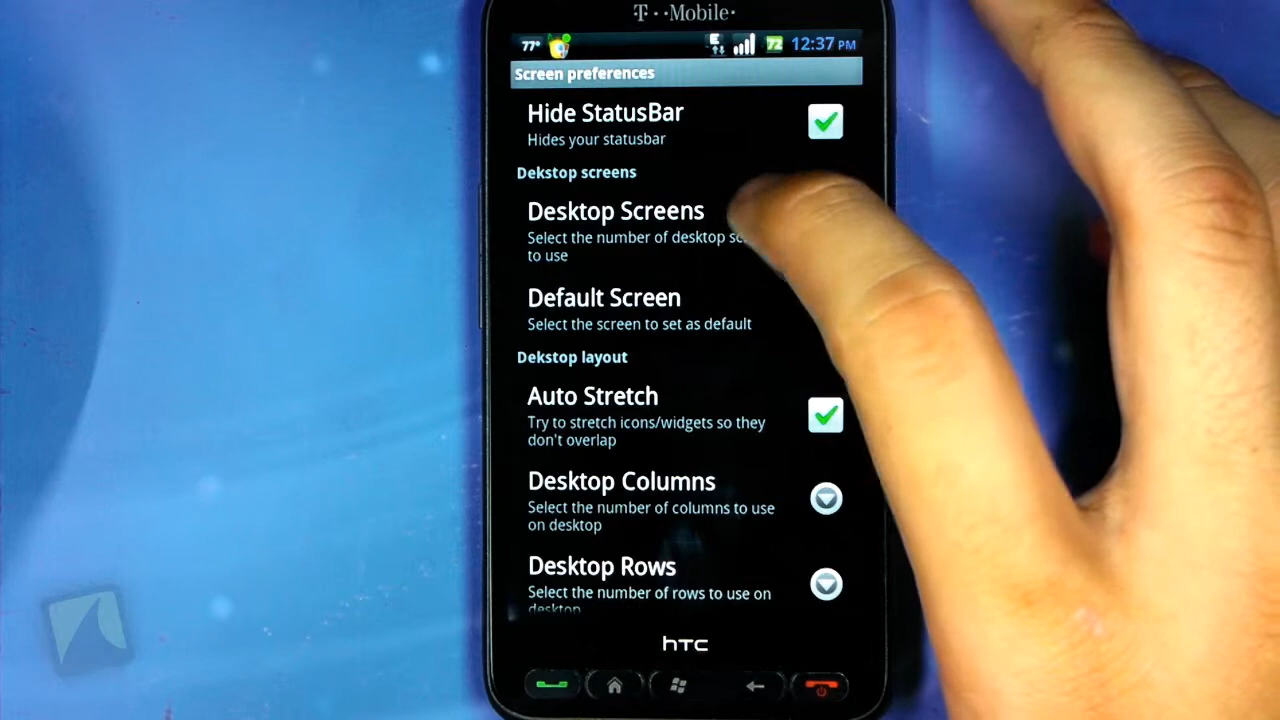 T··Mobile·
77°
E
72
12:37 PM
Screen preferences
Hide StatusBar
Hides your statusbar
Dekstop screens
Desktop Screens
Select the number of desktop
to use
Default Screen
Select the screen to set as default
Dekstop layout
Auto Stretch
Try to stretch icons/widgets so they
don't overlap
Desktop Columns
Select the number of columns to use
on desktop
Desktop Rows
Select the number of rows to use on
desktop
hTC